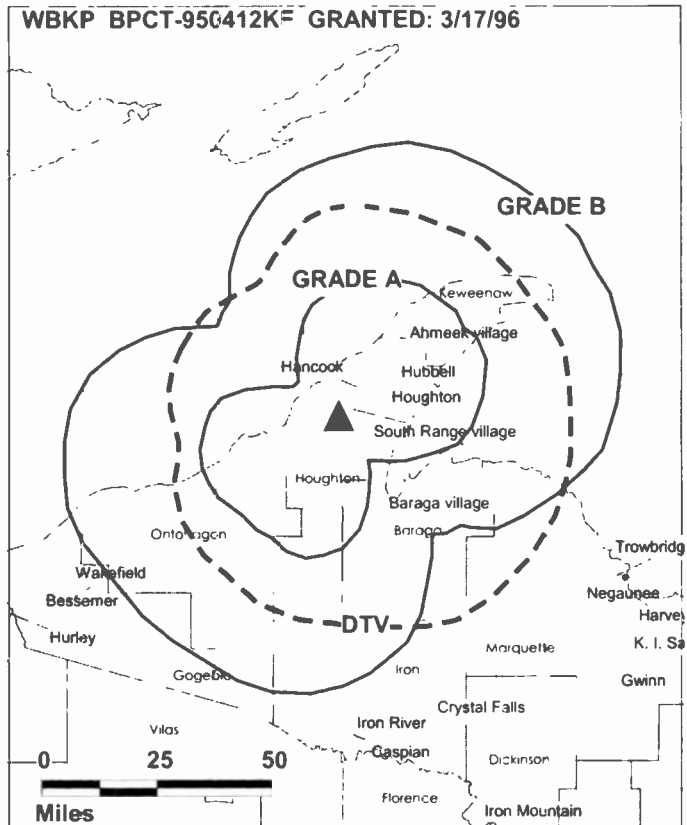 WBKP BPCT-950412KF GRANTED: 3/17/96
GRADE B
GRADE A
Keweenaw
Ahmeek village
Hancock
Hubbell
Houghton
South Range village
Houghton
Baraga village
Baraga
Ontonagon
Trowbridg
Wakefield
Negaunee
Bessemer
Harvey
DTV
Hurley
Marquette
K. I. Sa
Iron
Gogebic
Gwinn
Crystal Falls
Iron River
Vilas
Caspian
0 25 50
Dickinson
Florence
Miles
Iron Mountain